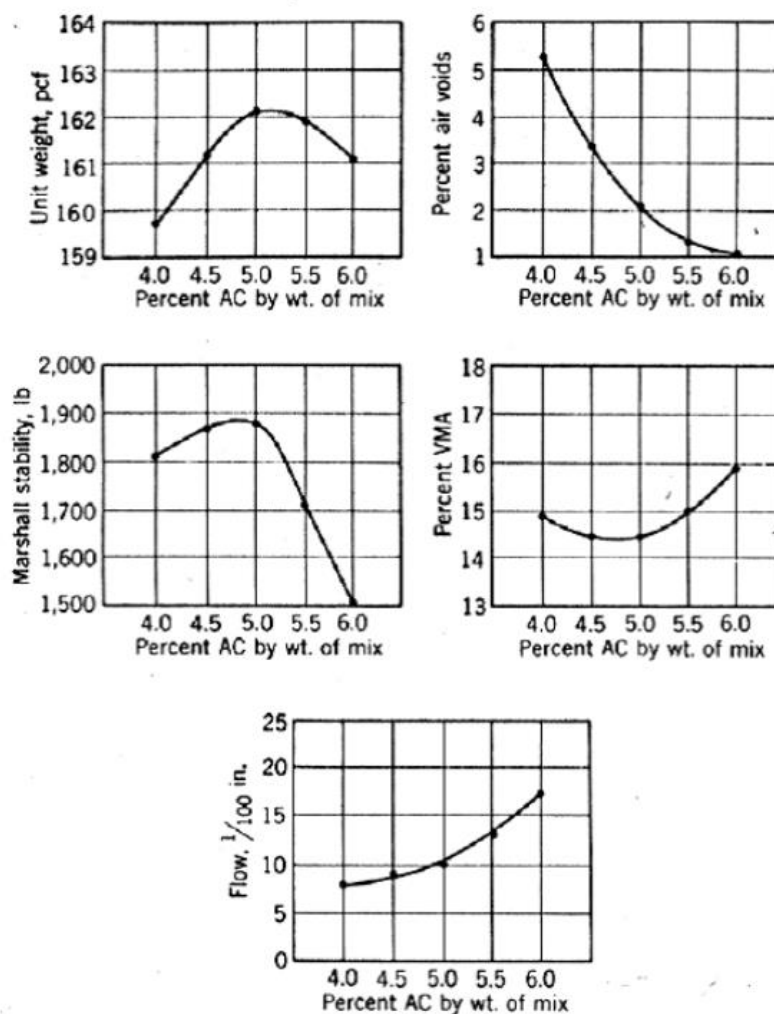 Unit weight, pcf
164
163
162
161
160
159
4.0 4.5 5.0 5.5 6.0
Percent AC by wt. of mix
Percent air voids
6
5
4
3
2
1
4.0 4.5 5.0 5.5 6.0
Percent AC by wt. of mix
Marshall stability, lb
2,000
1,900
1,800
1,700
1,600
1,500
4.0 4.5 5.0 5.5 6.0
Percent AC by wt. of mix
Percent VMA
18
17
16
15
14
13
4.0 4.5 5.0 5.5 6.0
Percent AC by wt. of mix
Flow, 1/100 in.
25
20
15
10
5
0
4.0 4.5 5.0 5.5 6.0
Percent AC by wt. of mix